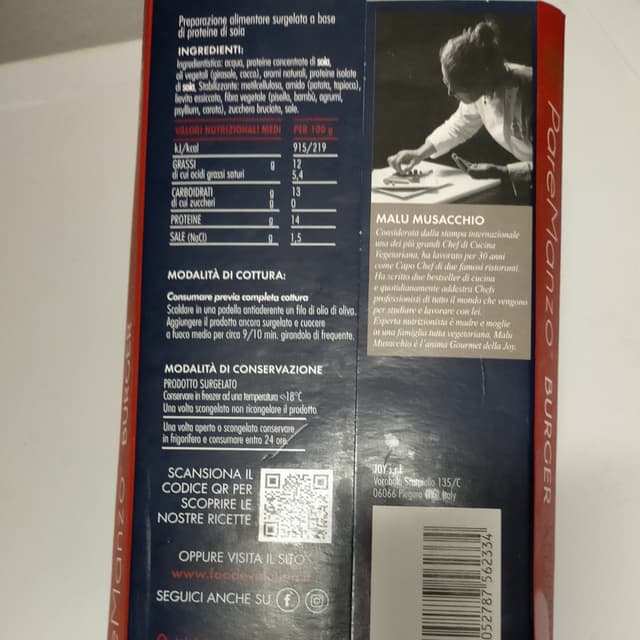 Preparazione alimentare surgelata a base
di proteine di soia
INGREDIENTI:
Ingredientistica: acqua, proteine concentrate di soia,
oli vegetali (girasole, cocco), aromi naturali, proteine isolate
di soia, Stabilizzante: metilcellulosa, amido (patata, tapioca),
lievito essiccato, fibra vegetale (pisello, bambù, agrumi,
psyllium, carota), zucchero bruciato, sale.
VALORI NUTRIZIONALI MEDI PER 100 g
kJ/kcal 915/219
GRASSI g 12
di cui acidi grassi saturi 5,4
CARBOIDRATI g 13
di cui zuccheri g 0
PROTEINE g 14
SALE (NaCl) g 1,5
MODALITÀ DI COTTURA:
Consumare previa completa cottura
Scaldare in una padella antiaderente un filo di olio di oliva.
Aggiungere il prodotto ancora surgelato e cuocere
a fuoco medio per circa 9/10 min. girandolo di frequente.
MODALITÀ DI CONSERVAZIONE
PRODOTTO SURGELATO
Conservare in freezer ad una temperatura <18°C
Una volta scongelato non ricongelare il prodotto
Una volta aperto o scongelato conservare
in frigorifero e consumare entro 24 ore.
SCANSIONA IL
CODICE QR PER
SCOPRIRE LE
NOSTRE RICETTE
OPPURE VISITA IL SITO
SEGUICI ANCHE SU
MALU MUSACCHIO
Considerata dalla stampa internazionale
una dei più grandi Chef di Cucina
Vegetariana, ha lavorato per 30 anni
come Capo Chef di due famosi ristoranti.
Ha scritto due bestseller di cucina
e quotidianamente addestra Chefs
professionisti di tutto il mondo che vengono
per studiare e lavorare con lei.
Esperta nutrizionista è madre e moglie
in una famiglia tutta vegetariana. Malu
Musacchio è l'anima Gourmet della Joy.
JOY s.r.l.
135/C
06066 Piegaro Italy
52787 562334
PareManzo BURGER
Manzo BURGER